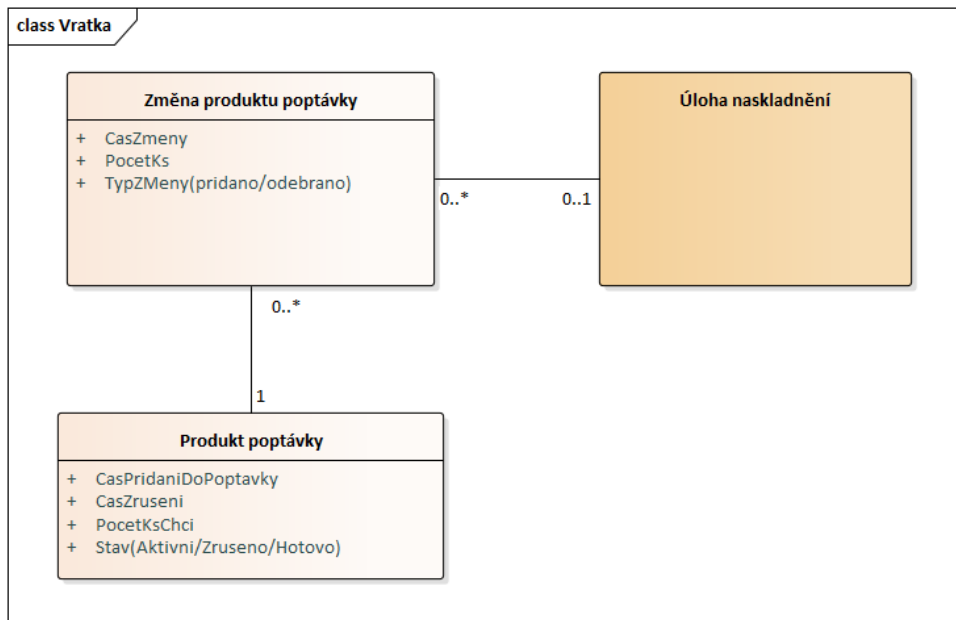 class Vratka
Změna produktu poptávky
+ CasZmeny
+ PocetKs
+ TypZMeny(pridano/odebrano)
Úloha naskladnění
0..*
0..1
0..*
1
Produkt poptávky
+ CasPridaniDoPoptavky
+ CasZruseni
+ PocetKsChci
+ Stav(Aktivni/Zruseno/Hotovo)